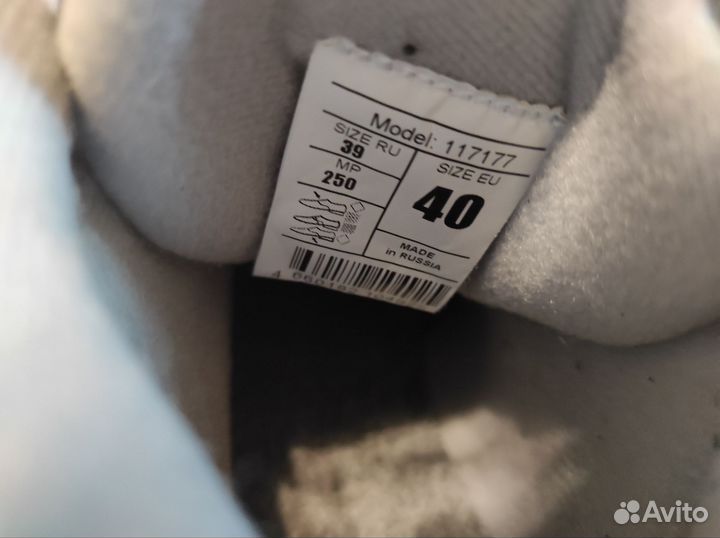 Model: 117177
SIZE RU
39
MP
250
SIZE EU
40
MADE
in RUSSIA
Avito